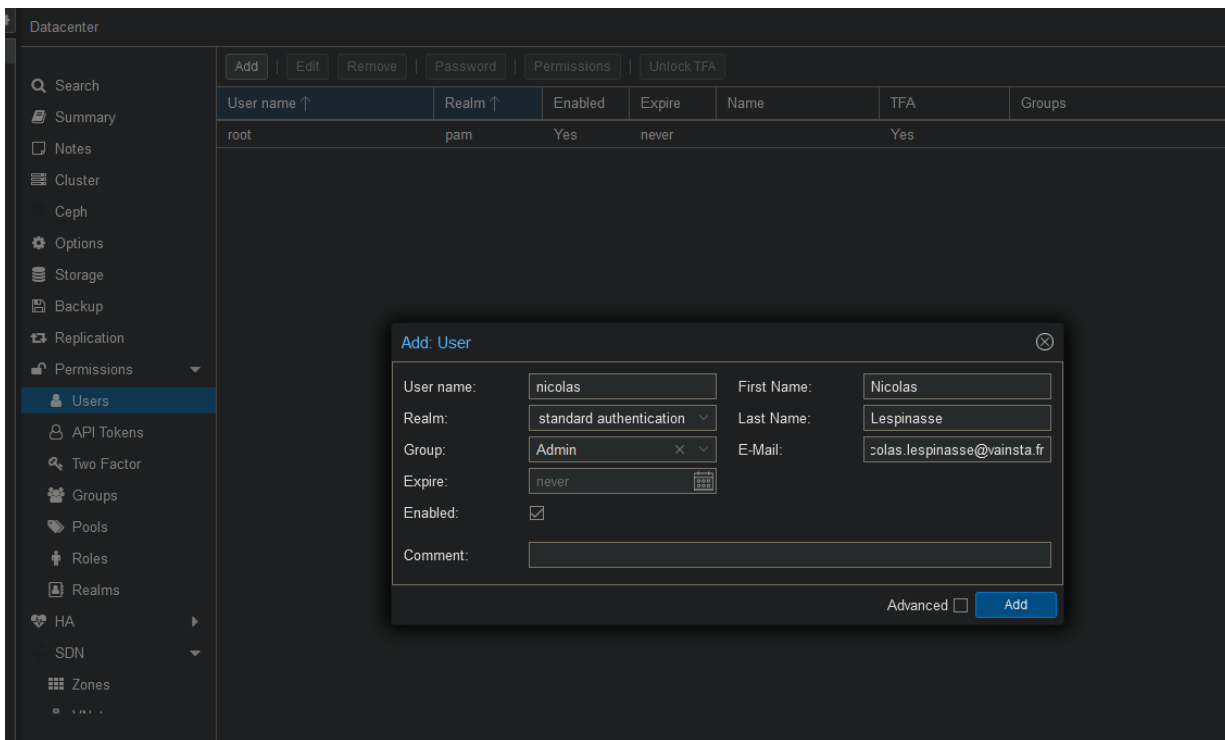 Datacenter
Search
Summary
Notes
Cluster
Ceph
Options
Storage
Backup
Replication
Permissions
Users
API Tokens
Two Factor
Groups
Pools
Roles
Realms
HA
SDN
Zones
Add Edit Remove Password Permissions Unlock TFA
User name Realm Enabled Expire Name TFA Groups
root pam Yes never Yes
Add: User
User name: nicolas First Name: Nicolas
Realm: standard authentication Last Name: Lespinasse
Group: Admin E-Mail: colas.lespinasse@vainsta.fr
Expire: never
Enabled:
Comment:
Advanced Add